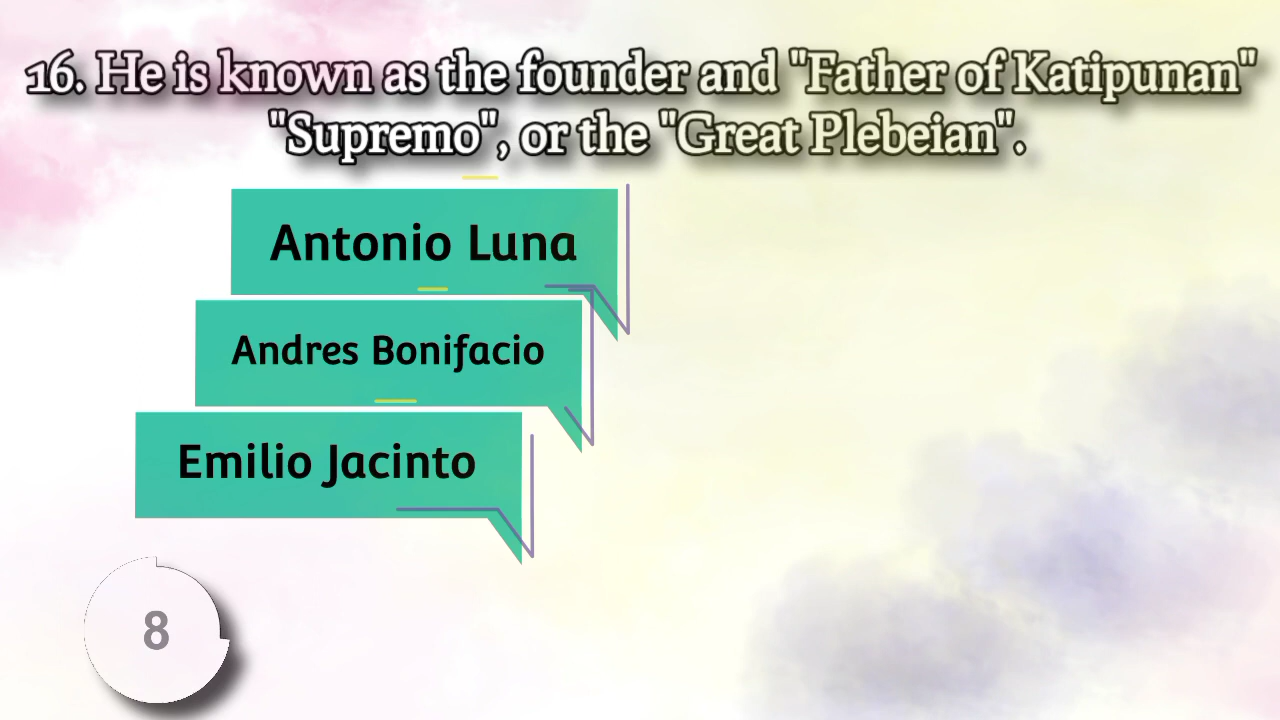 16. He is known as the founder and "Father of Katipunan"
"Supremo", or the "Great Plebeian".
Antonio Luna
Andres Bonifacio
Emilio Jacinto
8